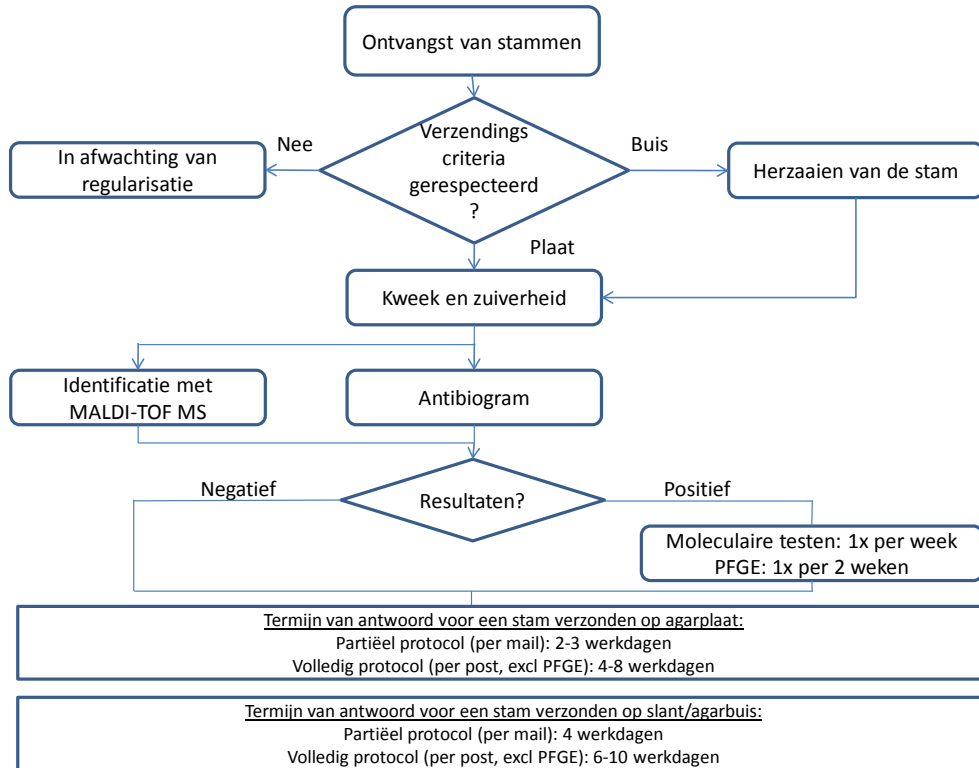 Ontvangst van stammen
Verzendings
criteria
gerespecteerd
?
Nee
Buis
In afwachting van
regularisatie
Herzaaien van de stam
Plaat
Kweek en zuiverheid
Identificatie met
MALDI-TOF MS
Antibiogram
Negatief
Resultaten?
Positief
Moleculaire testen: 1x per week
PFGE: 1x per 2 weken
Termijn van antwoord voor een stam verzonden op agarplaat:
Partiëel protocol (per mail): 2-3 werkdagen
Volledig protocol (per post, excl PFGE): 4-8 werkdagen
Termijn van antwoord voor een stam verzonden op slant/agarbuis:
Partiëel protocol (per mail): 4 werkdagen
Volledig protocol (per post, excl PFGE): 6-10 werkdagen